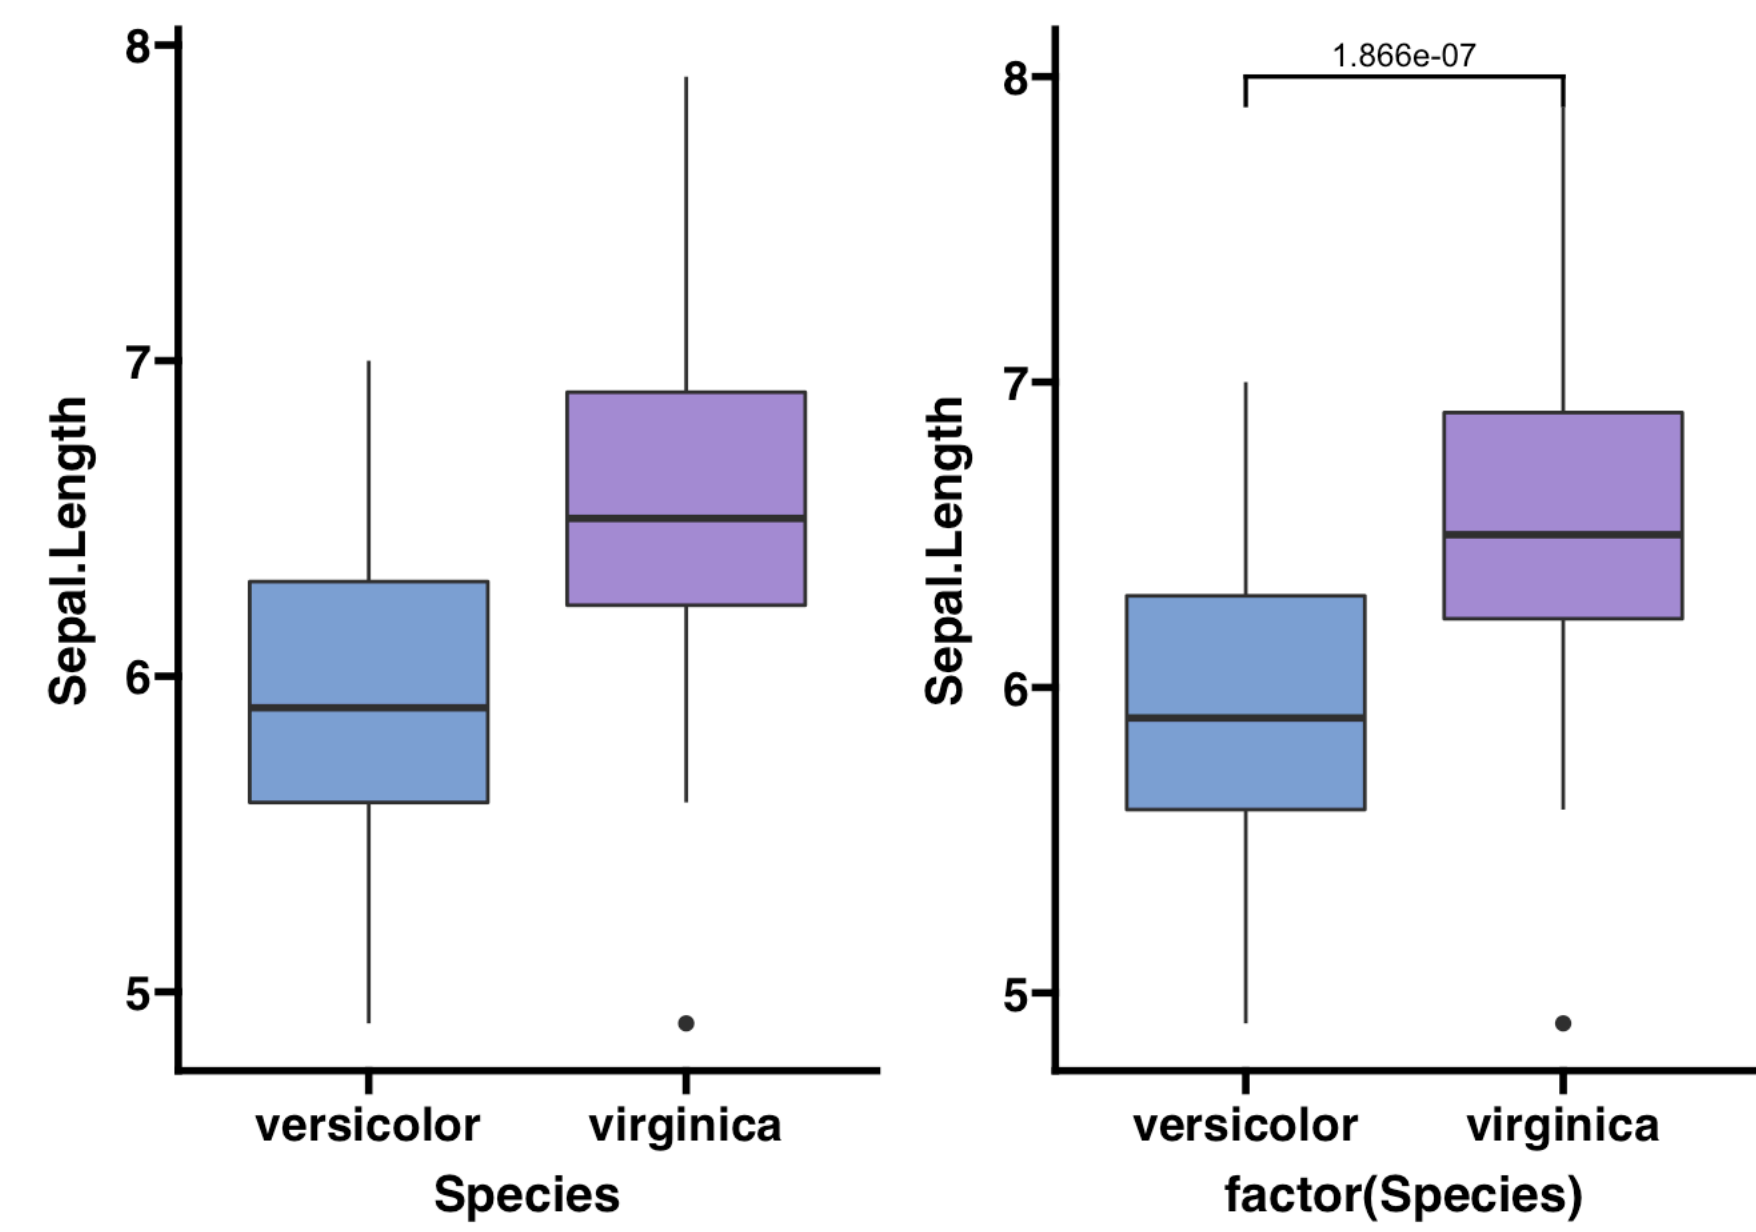 Sepal.Length
8
7
6
5
versicolor virginica
Species
1.866e-07
Sepal.Length
8
7
6
5
versicolor virginica
factor(Species)